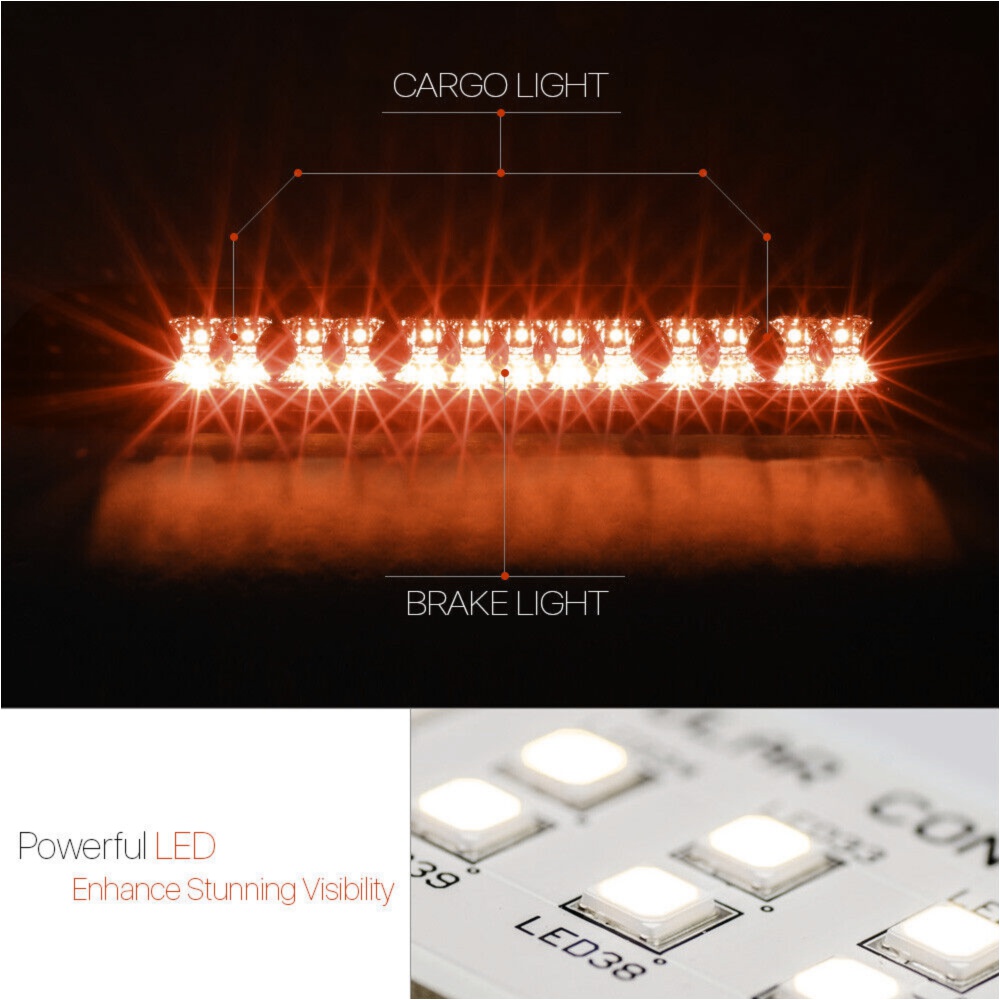 CARGO LIGHT
BRAKE LIGHT
Powerful LED
Enhance Stunning Visibility
CON
LED33
39
LED38